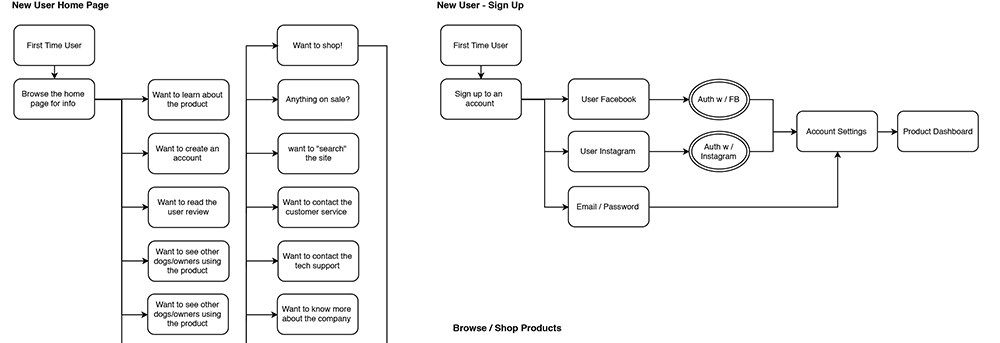 New User Home Page
First Time User
Browse the home
page for info
Want to learn about
the product
Want to create an
account
Want to read the
user review
Want to see other
dogs/owners using
the product
Want to see other
dogs/owners using
the product
Want to shop!
Anything on sale?
want to "search"
the site
Want to contact the
customer service
Want to contact the
tech support
Want to know more
about the company
New User - Sign Up
First Time User
Sign up to an
account
User Facebook
Auth w / FB
User Instagram
Auth w /
Instagram
Email / Password
Account Settings
Product Dashboard
Browse / Shop Products